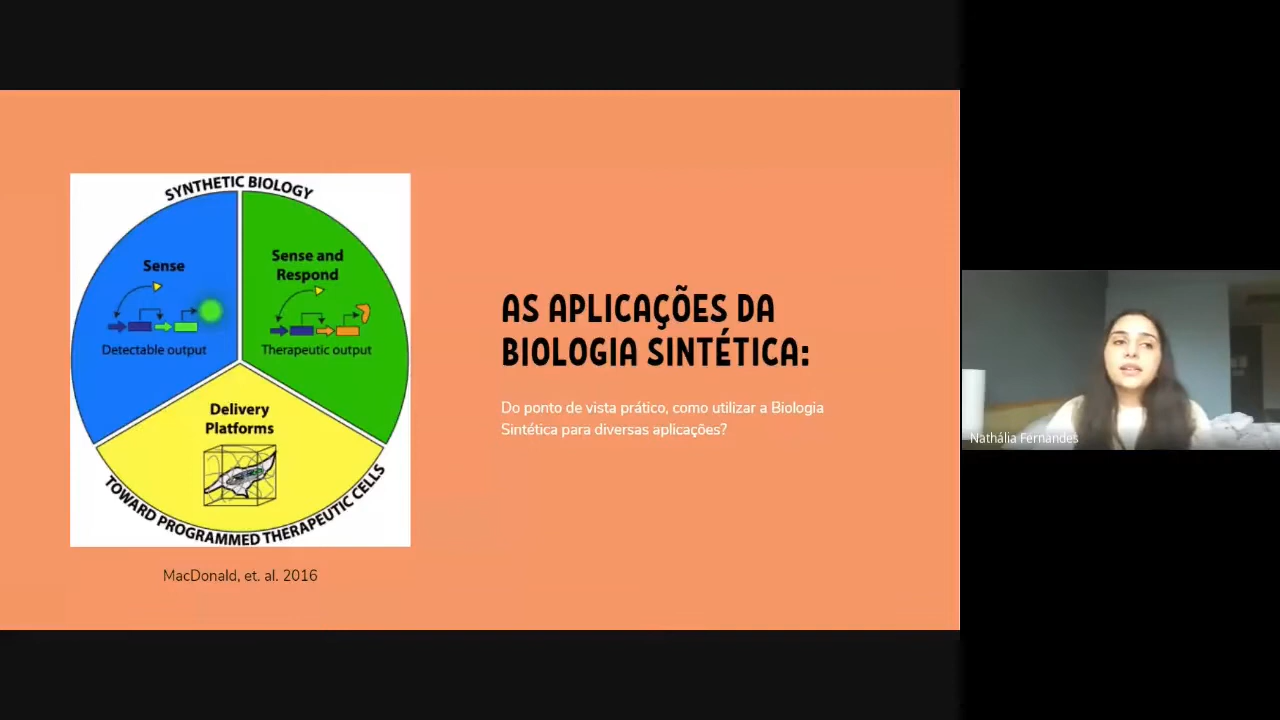 SYNTHETIC BIOLOGY
Sense
Detectable output
Sense and
Respond
Therapeutic output
Delivery
Platforms
TOWARD PROGRAMMED THERAPEUTIC CELLS
MacDonald, et. al. 2016
AS APLICAÇÕES DA
BIOLOGIA SINTÉTICA:
Do ponto de vista prático, como utilizar a Biologia
Sintética para diversas aplicações?
Nathália Fernandes